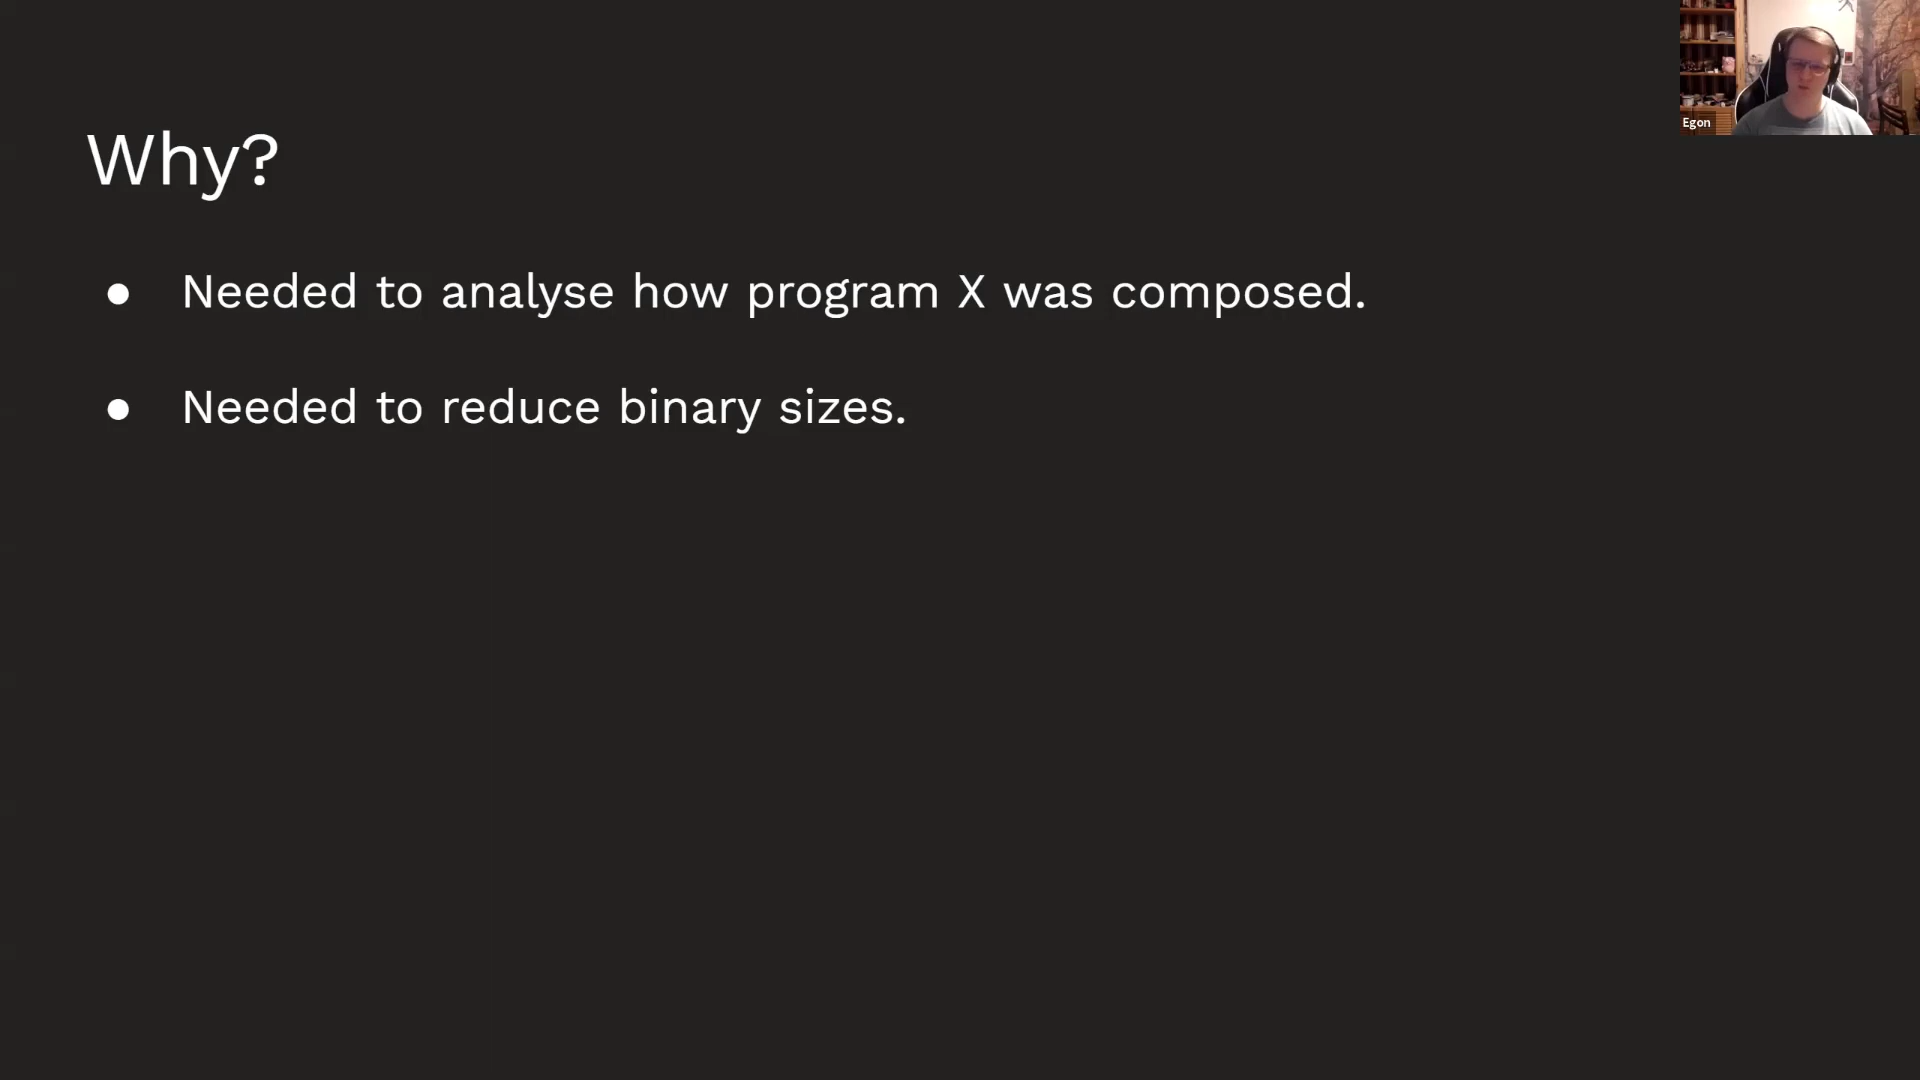 Egon
Why?
● Needed to analyse how program X was composed.
● Needed to reduce binary sizes.